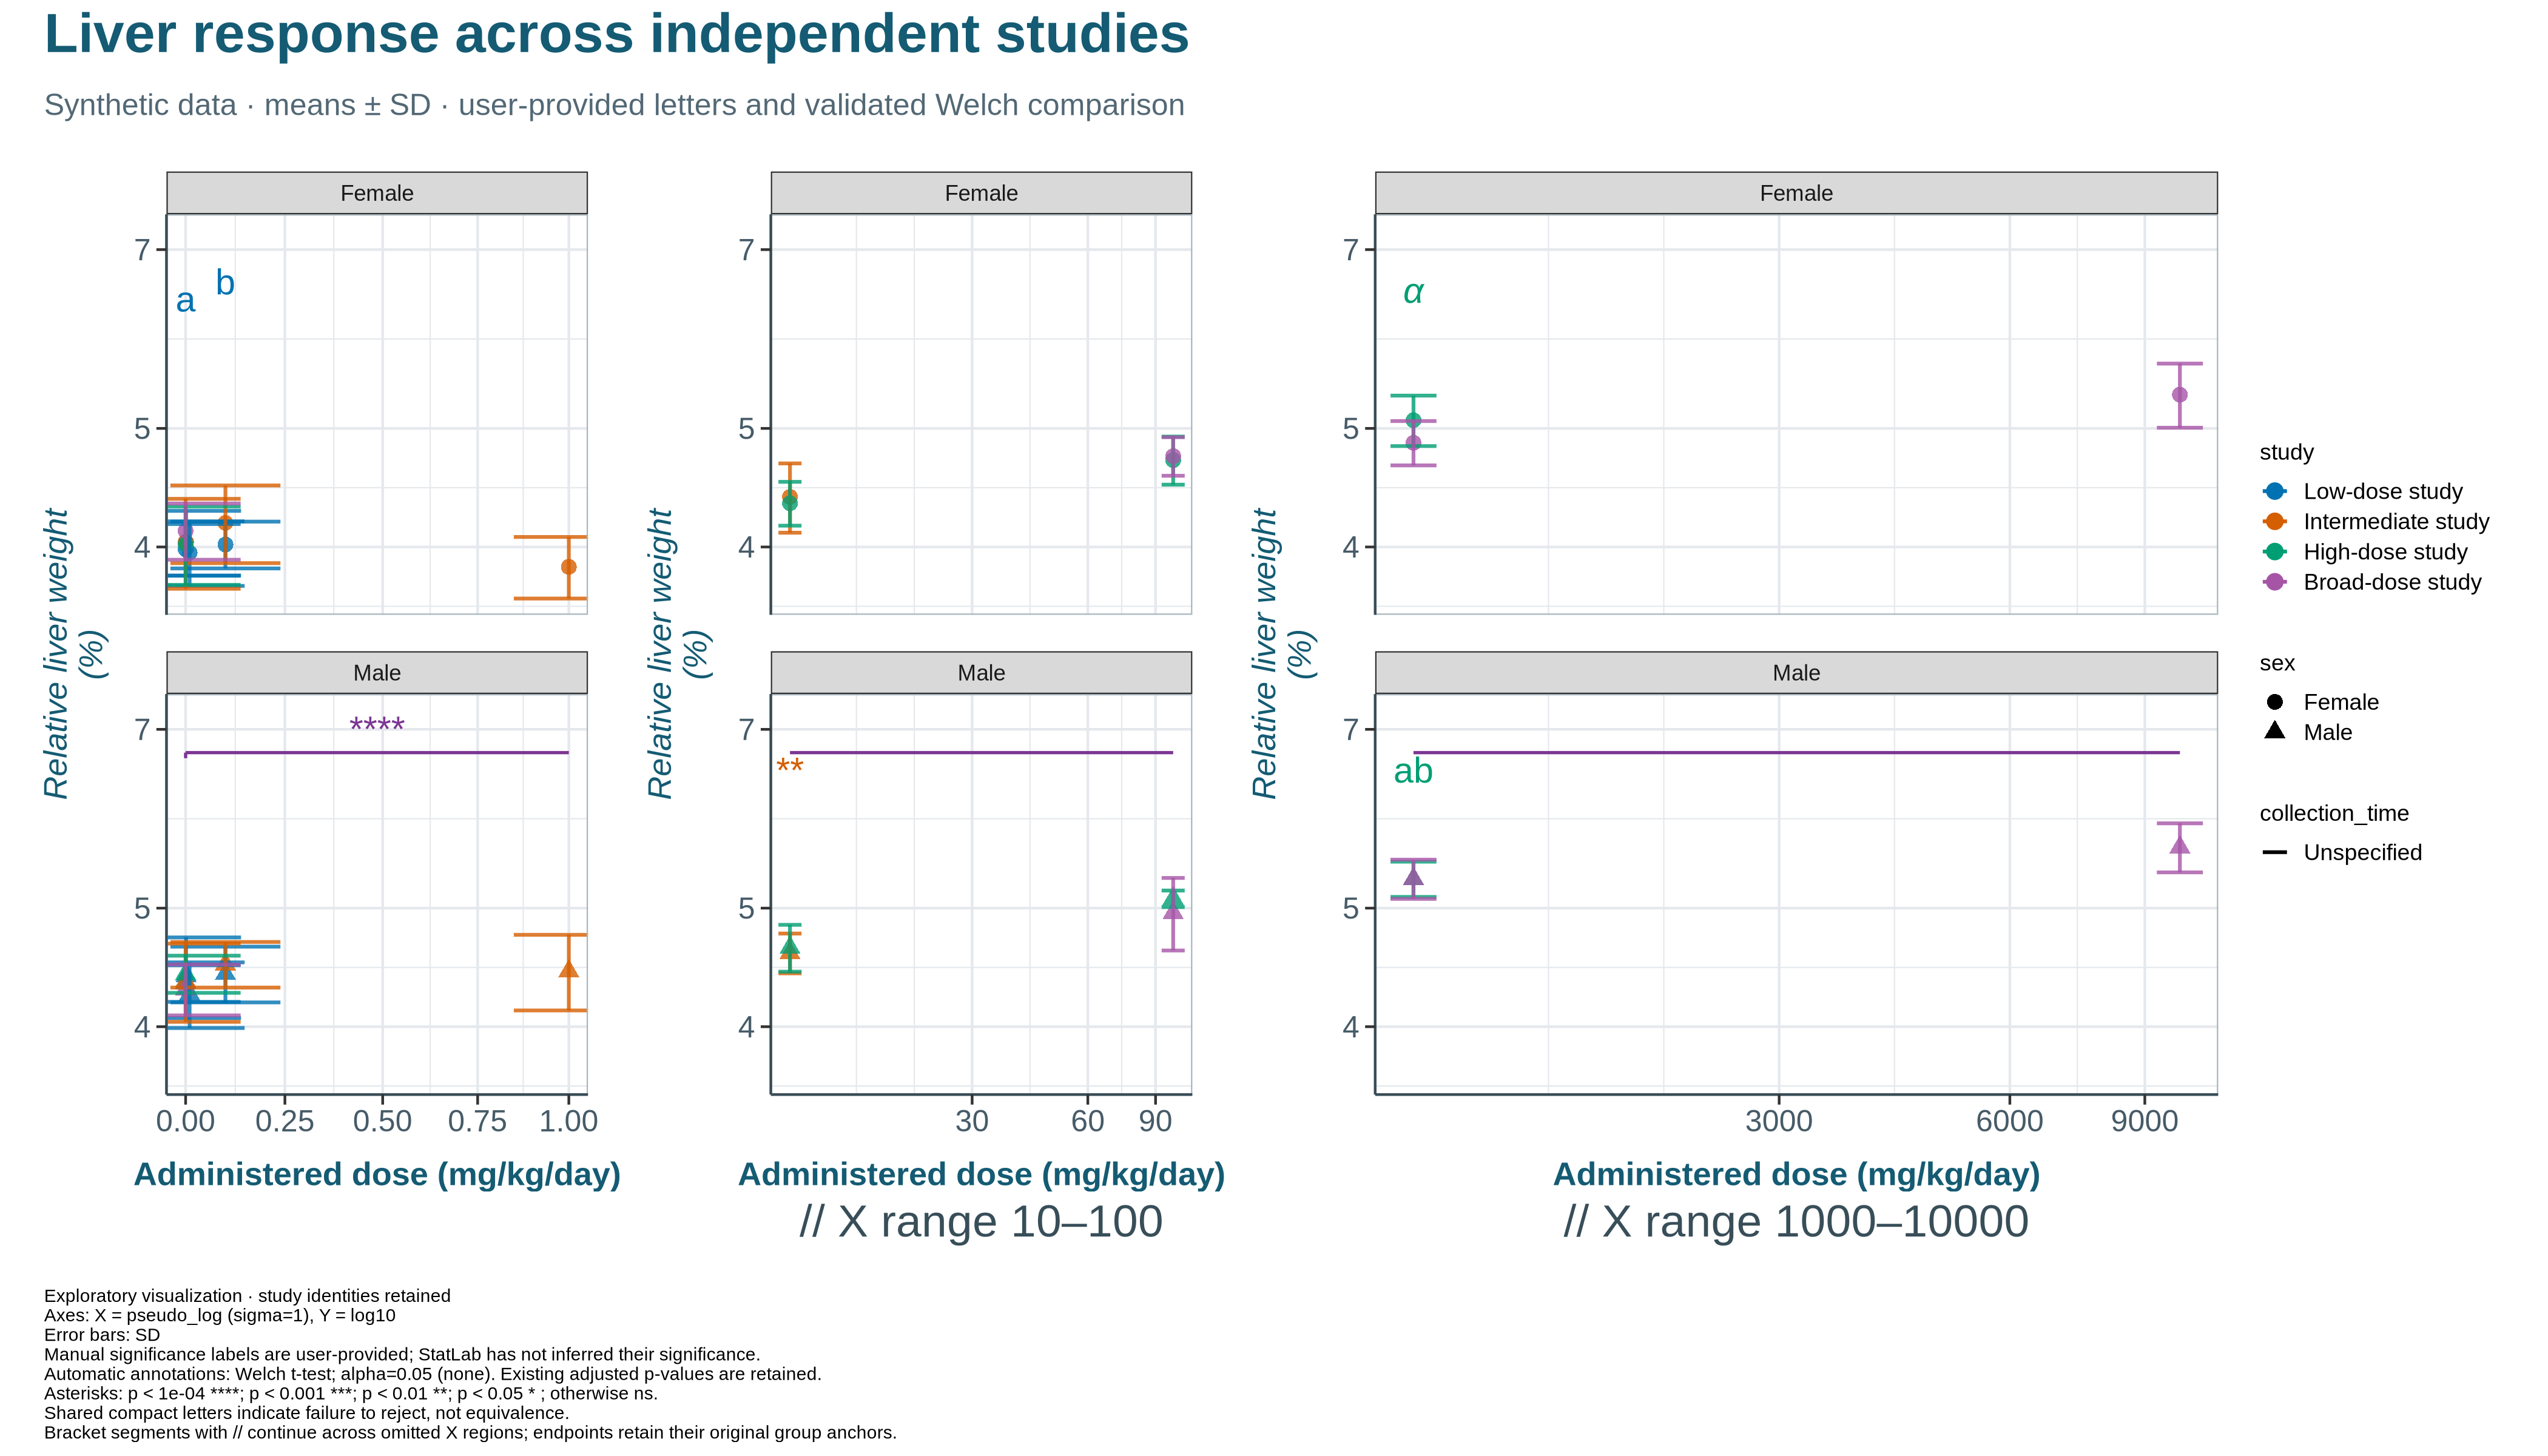 Liver response across independent studies
Synthetic data · means ± SD · user-provided letters and validated Welch comparison
Female
Female
Female
7
5
4
a
b
7
5
4
7
5
4
α
Relative liver weight
(%)
Relative liver weight
(%)
Relative liver weight
(%)
Male
Male
Male
7
5
4
****
7
5
4
**
7
5
4
ab
0.00 0.25 0.50 0.75 1.00
30 60 90
3000 6000 9000
Administered dose (mg/kg/day)
Administered dose (mg/kg/day)
// X range 10–100
Administered dose (mg/kg/day)
// X range 1000–10000
study
Low-dose study
Intermediate study
High-dose study
Broad-dose study
sex
Female
Male
collection_time
Unspecified
Exploratory visualization · study identities retained
Axes: X = pseudo_log (sigma=1), Y = log10
Error bars: SD
Manual significance labels are user-provided; StatLab has not inferred their significance.
Automatic annotations: Welch t-test; alpha=0.05 (none). Existing adjusted p-values are retained.
Asterisks: p < 1e-04 ****; p < 0.001 ***; p < 0.01 **; p < 0.05 * ; otherwise ns.
Shared compact letters indicate failure to reject, not equivalence.
Bracket segments with // continue across omitted X regions; endpoints retain their original group anchors.